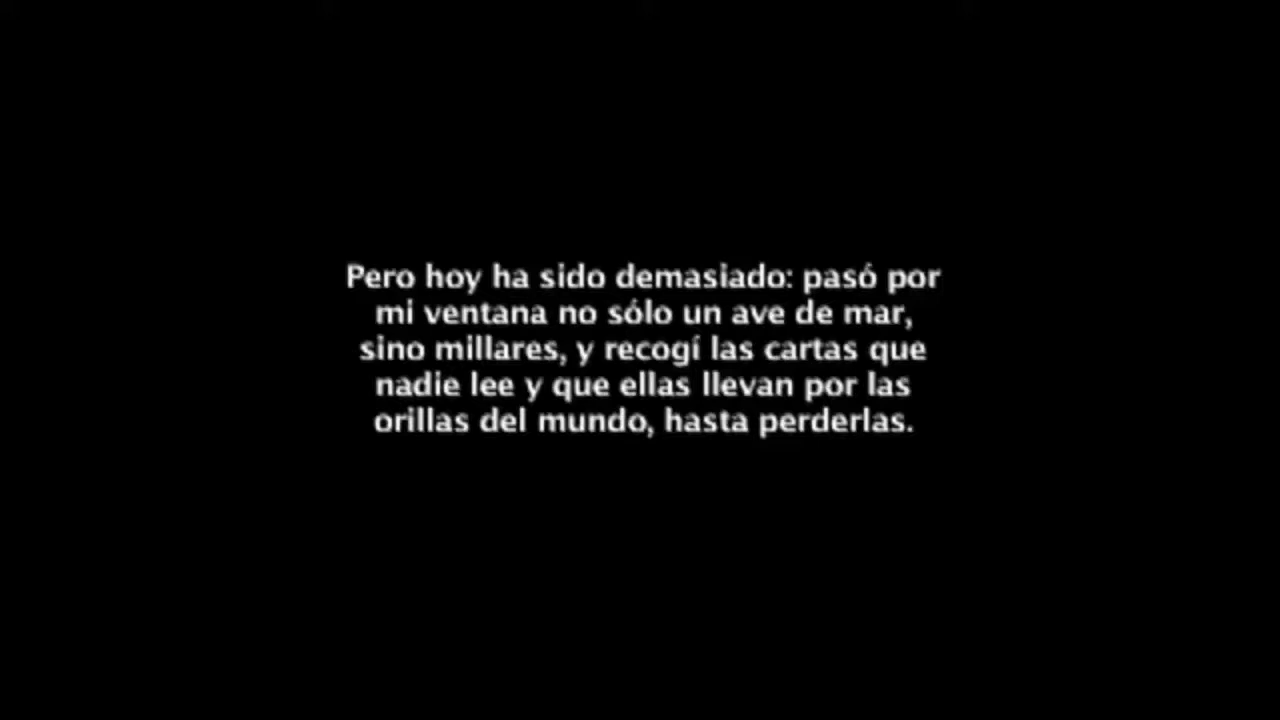 Pero hoy ha sido demasiado: pasó por
mi ventana no sólo un ave de mar,
sino millares, y recogí las cartas que
nadie lee y que ellas llevan por las
orillas del mundo, hasta perderlas.